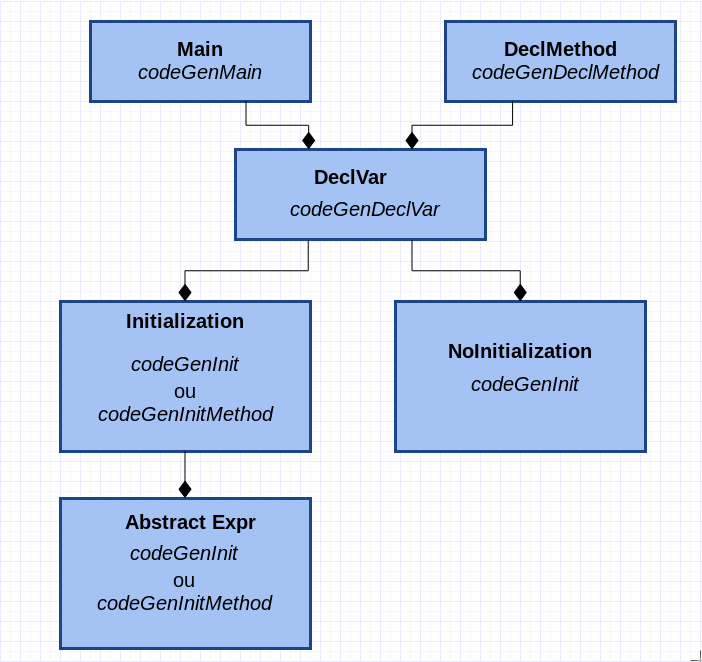 Main
codeGenMain
DeclMethod
codeGenDeclMethod
DeclVar
codeGenDeclVar
Initialization
codeGenInit
ou
codeGenInitMethod
NoInitialization
codeGenInit
Abstract Expr
codeGenInit
ou
codeGenInitMethod